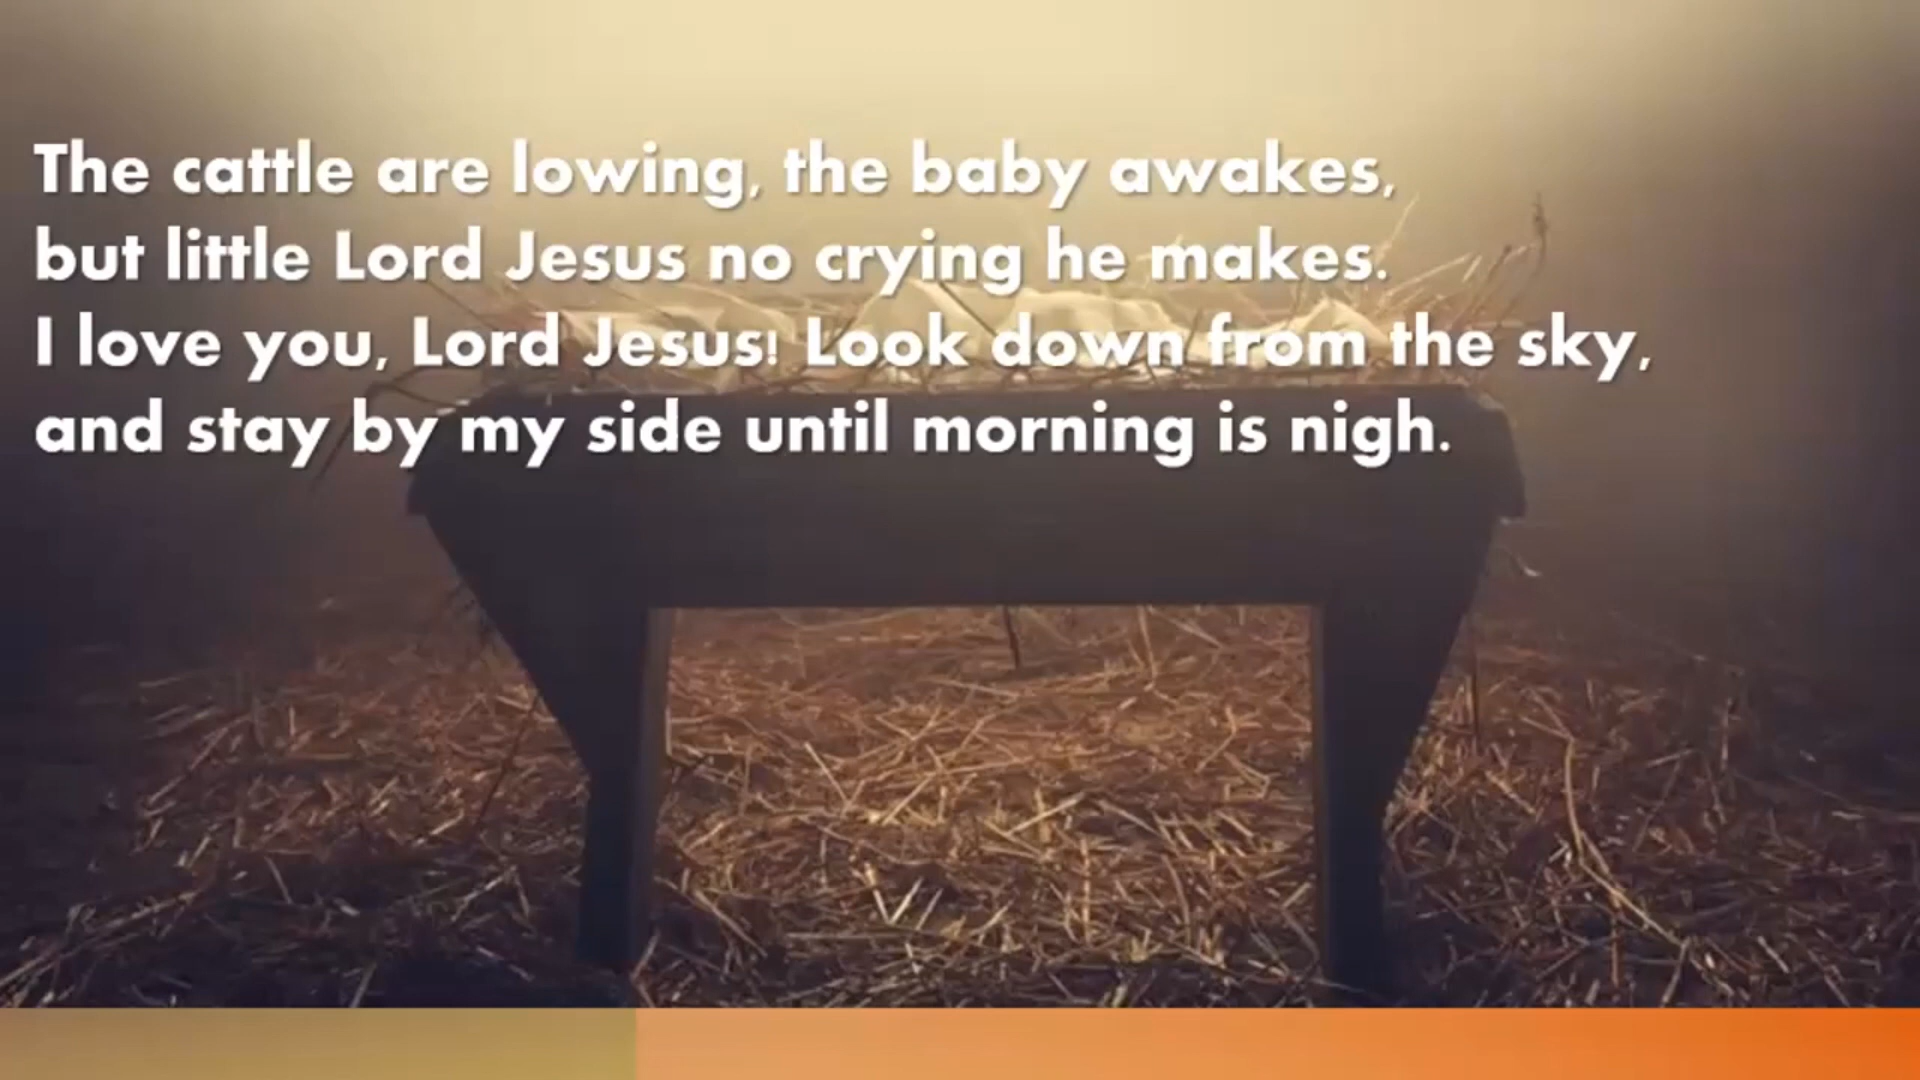 The cattle are lowing, the baby awakes,
but little Lord Jesus no crying he makes.
I love you, Lord Jesus! Look down from the sky,
and stay by my side until morning is nigh.